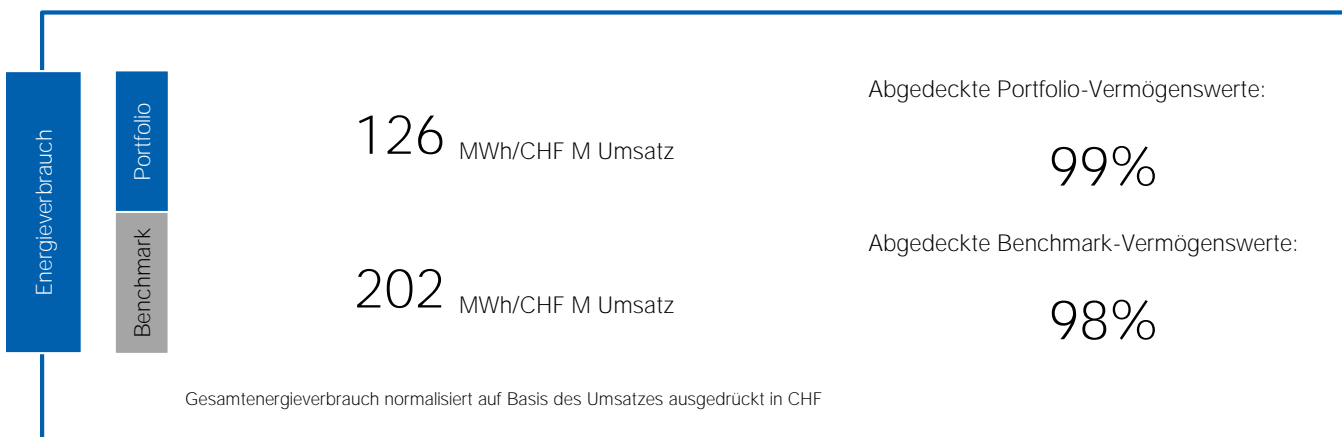 Energieverbrauch
Portfolio
126 MWh/CHF M Umsatz
Abgedeckte Portfolio-Vermögenswerte:
99%
Benchmark
202 MWh/CHF M Umsatz
Abgedeckte Benchmark-Vermögenswerte:
98%
Gesamtenergieverbrauch normalisiert auf Basis des Umsatzes ausgedrückt in CHF